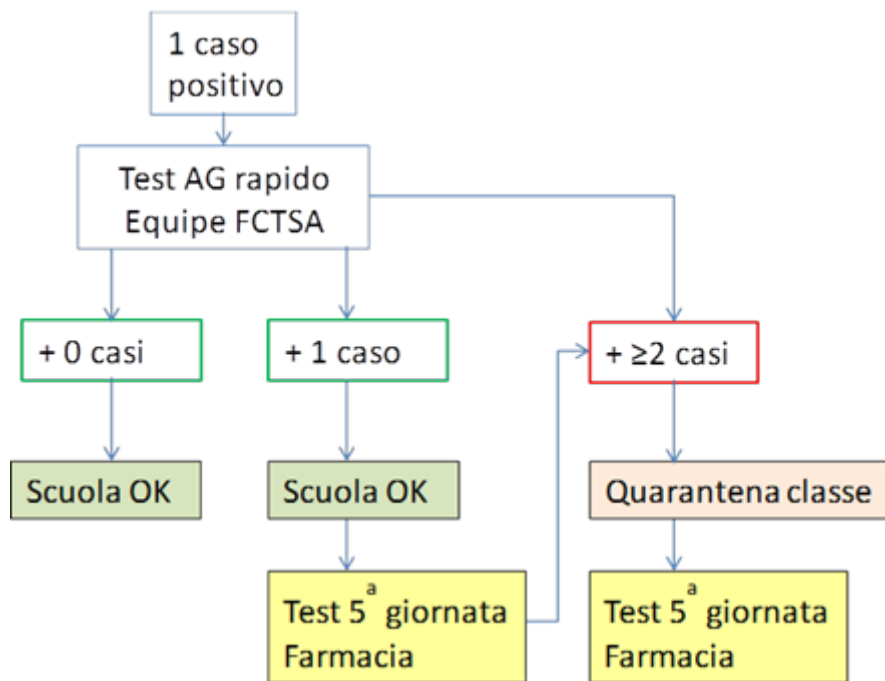 1 caso
positivo
Test AG rapido
Equipe FCTSA
+ 0 casi
+ 1 caso
+ ≥2 casi
Scuola OK
Scuola OK
Quarantena classe
Test 5ª giornata
Farmacia
Test 5ª giornata
Farmacia